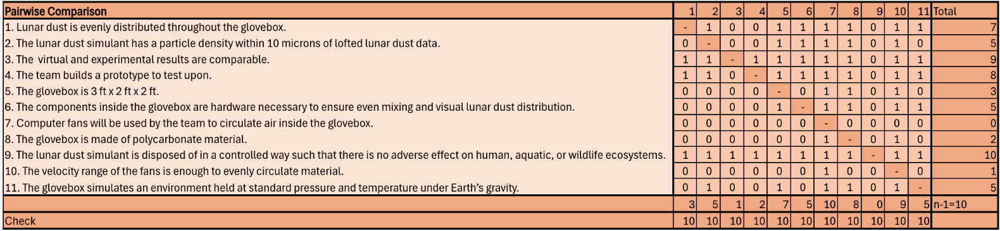 Pairwise Comparison 1 2 3 4 5 6 7 8 9 10 11 Total
1. Lunar dust is evenly distributed throughout the glovebox. - 1 0 0 1 1 1 1 0 1 1 7
2. The lunar dust simulant has a particle density within 10 microns of lofted lunar dust data. 0 - 0 0 1 1 1 1 0 1 0 5
3. The  virtual and experimental results are comparable. 1 1 - 1 1 1 1 1 0 1 1 9
4. The team builds a prototype to test upon. 1 1 0 - 1 1 1 1 0 1 1 8
5. The glovebox is 3 ft x 2 ft x 2 ft. 0 0 0 0 - 0 1 1 0 1 0 3
6. The components inside the glovebox are hardware necessary to ensure even mixing and visual lunar dust distribution. 0 0 0 0 1 - 1 1 0 1 1 5
7. Computer fans will be used by the team to circulate air inside the glovebox. 0 0 0 0 0 0 - 0 0 0 0 0
8. The glovebox is made of polycarbonate material. 0 0 0 0 0 0 1 - 0 1 0 2
9. The lunar dust simulant is disposed of in a controlled way such that there is no adverse effect on human, aquatic, or wildlife ecosystems. 1 1 1 1 1 1 1 1 - 1 1 10
10. The velocity range of the fans is enough to evenly circulate material. 0 0 0 0 0 0 1 0 0 - 0 1
11. The glovebox simulates an environment held at standard pressure and temperature under Earth’s gravity. 0 1 0 0 1 0 1 1 0 1 - 5
3 5 1 2 7 5 10 8 0 9 5 n-1=10
Check 10 10 10 10 10 10 10 10 10 10 10